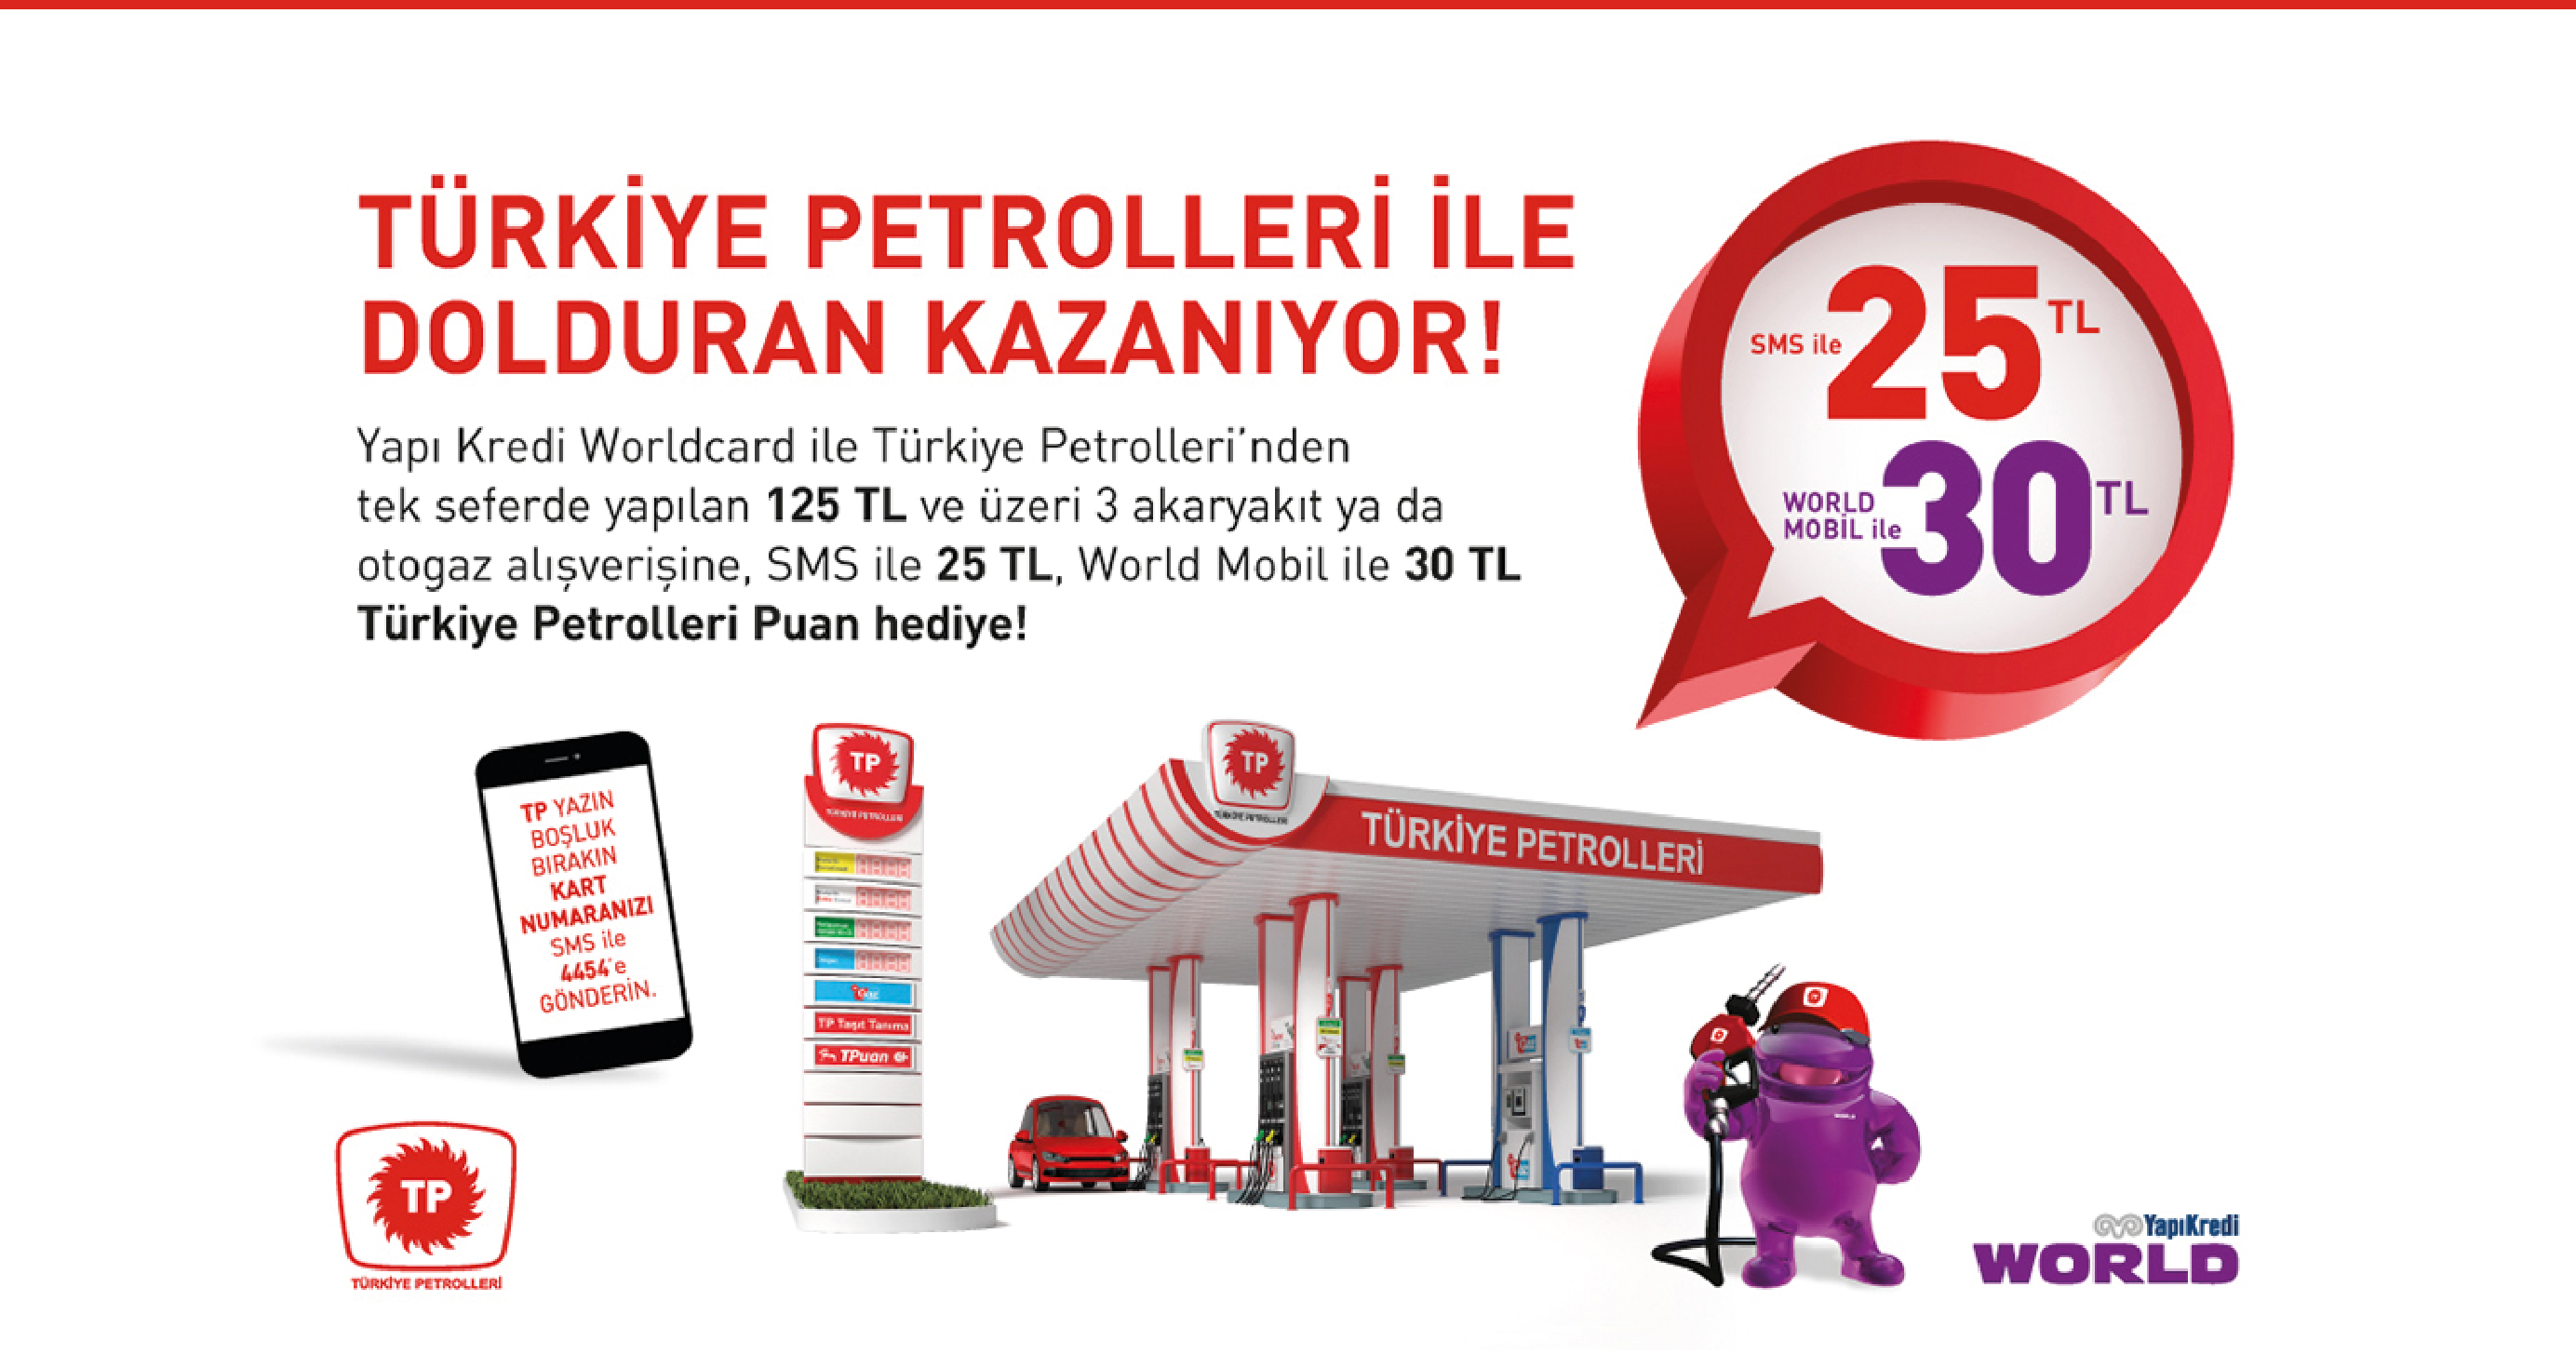 TÜRKİYE PETROLLERİ İLE
DOLDURAN KAZANIYOR!
Yapı Kredi Worldcard ile Türkiye Petrolleri'nden
tek seferde yapılan 125 TL ve üzeri 3 akaryakıt ya da
otogaz alışverişine, SMS ile 25 TL, World Mobil ile 30 TL
Türkiye Petrolleri Puan hediye!
SMS ile 25 TL
WORLD
MOBİL ile 30 TL
TP YAZIN
BOŞLUK
BIRAKIN
KART
NUMARANIZI
SMS ile
4454'e
GÖNDERİN.
TP
TÜRKİYE PETROLLERİ
TP Taşıt Tanıma
TPuan
TP
TÜRKİYE PETROLLERİ
TÜRKİYE PETROLLERİ
TP
TÜRKİYE PETROLLERİ
YapıKredi
WORLD